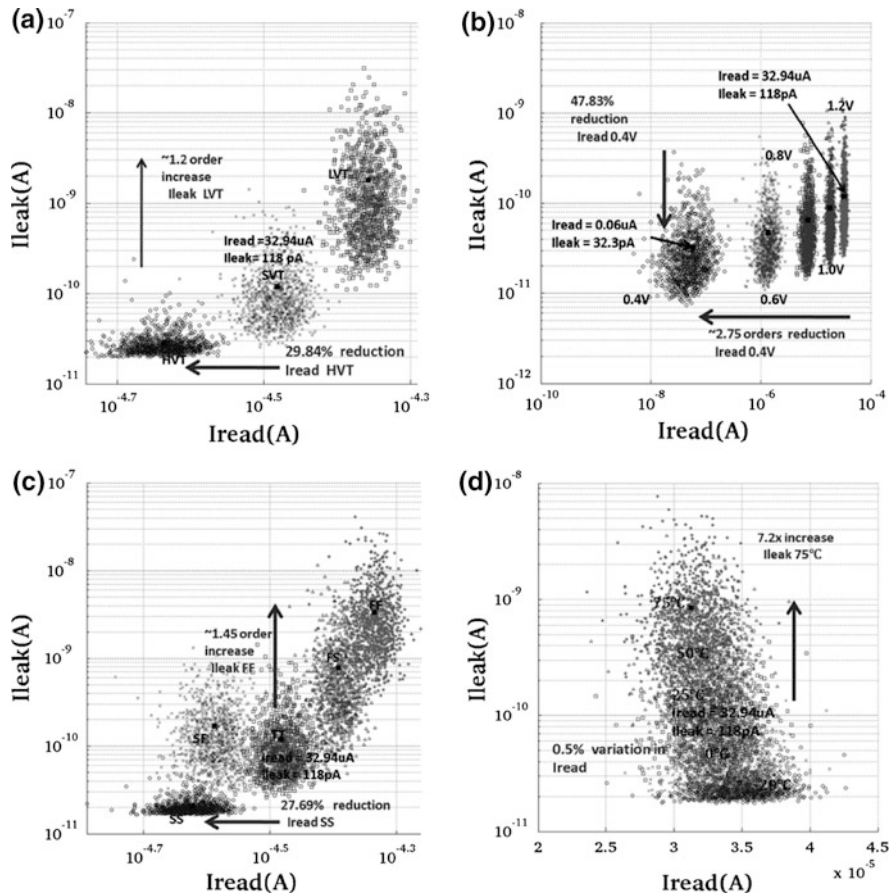 (a)
10^-7
10^-8
10^-9
10^-10
10^-11
Ileak(A)
~1.2 order
increase
Ileak LVT
LVT
Iread =32.94uA
Ileak= 118 pA
SVT
HVT
29.84% reduction
Iread HVT
10^-4.7
10^-4.5
10^-4.3
Iread(A)
(b)
10^-8
10^-9
10^-10
10^-11
10^-12
Ileak(A)
47.83%
reduction
Iread 0.4V
Iread = 32.94uA
Ileak = 118pA
1.2V
0.8V
Iread = 0.06uA
Ileak = 32.3pA
0.4V
0.6V
1.0V
~2.75 orders reduction
Iread 0.4V
10^-10
10^-8
10^-6
10^-4
Iread(A)
(c)
10^-7
10^-8
10^-9
10^-10
10^-11
Ileak(A)
~1.45 order
increase
Ileak FF
FF
FS
SF
TT
Iread = 32.94uA
Ileak = 118pA
SS
27.69% reduction
Iread SS
10^-4.7
10^-4.5
10^-4.3
Iread(A)
(d)
10^-8
10^-9
10^-10
10^-11
Ileak(A)
7.2x increase
Ileak 75°C
75°C
50°C
25°C
Iread = 32.94uA
Ileak = 118pA
0°C
0.5% variation in
Iread
2
2.5
3
3.5
4
4.5
x 10^-5
Iread (A)